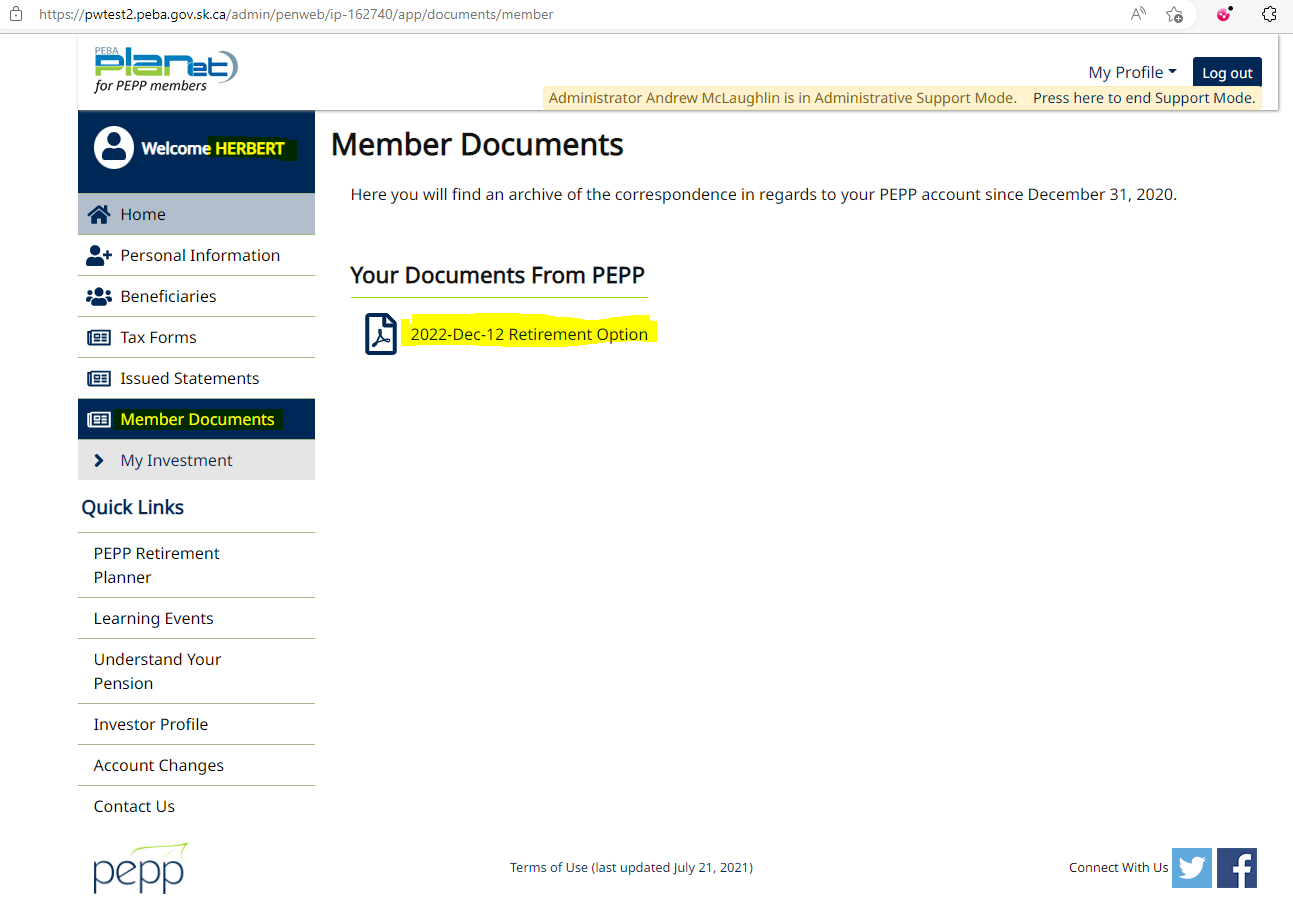 https://pwtest2.peba.gov.sk.ca/admin/penweb/ip-162740/app/documents/member
PEBA
PLANet
for PEPP members
My Profile
Log out
Administrator Andrew McLaughlin is in Administrative Support Mode. Press here to end Support Mode.
Welcome HERBERT
Home
Personal Information
Beneficiaries
Tax Forms
Issued Statements
Member Documents
My Investment
Quick Links
PEPP Retirement
Planner
Learning Events
Understand Your
Pension
Investor Profile
Account Changes
Contact Us
Member Documents
Here you will find an archive of the correspondence in regards to your PEPP account since December 31, 2020.
Your Documents From PEPP
2022-Dec-12 Retirement Option
pepp
Terms of Use (last updated July 21, 2021)
Connect With Us